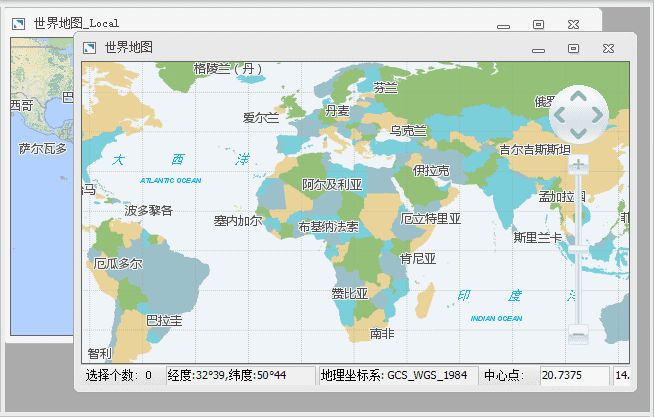 世界地图_Local
世界地图
格陵兰（丹）
芬兰
西哥
爱尔兰
丹麦
乌克兰
萨尔瓦多
大 西 洋
ATLANTIC OCEAN
吉尔吉斯斯坦
伊拉克
阿尔及利亚
孟加拉国
波多黎各
塞内加尔
布基纳法索
厄立特里亚
斯里兰卡
厄瓜多尔
肯尼亚
赞比亚
印 度
INDIAN OCEAN
巴拉圭
南非
智利
选择个数: 0 经度:32°39,纬度:50°44 地理坐标系: GCS_WGS_1984 中心点: 20.7375 14.